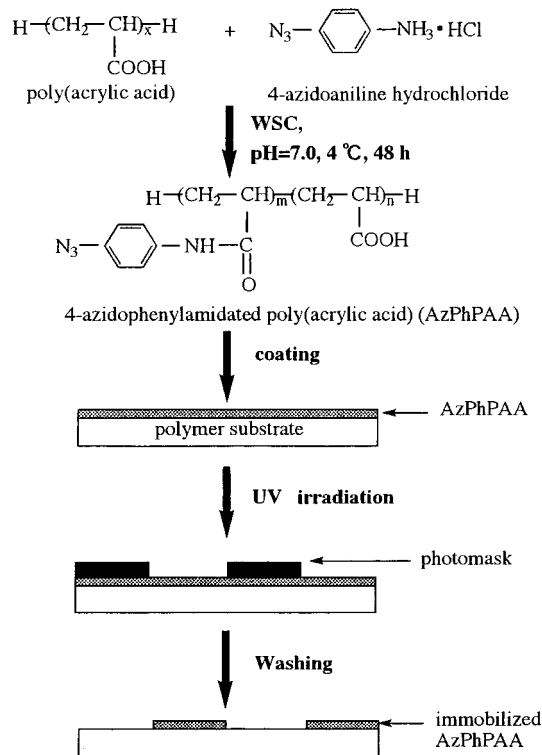 H-(CH2-CH)x-H + N3-NH3•HCl
COOH
poly(acrylic acid) 4-azidoaniline hydrochloride
WSC,
pH=7.0, 4 ℃, 48 h
H-(CH2-CH)m(CH2-CH)n-H
N3-NH-C COOH
O
4-azidophenylamidated poly(acrylic acid) (AzPhPAA)
coating
AzPhPAA
polymer substrate
UV irradiation
photomask
Washing
immobilized
AzPhPAA